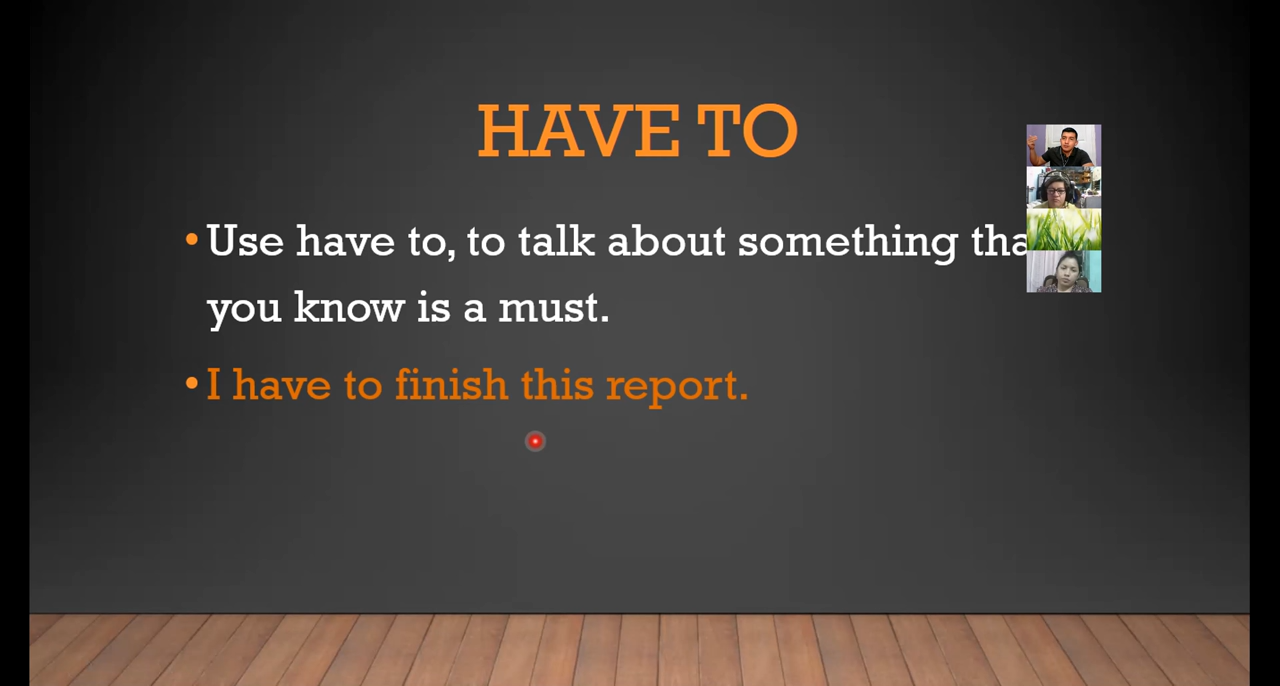 HAVE TO
• Use have to, to talk about something tha
you know is a must.
• I have to finish this report.